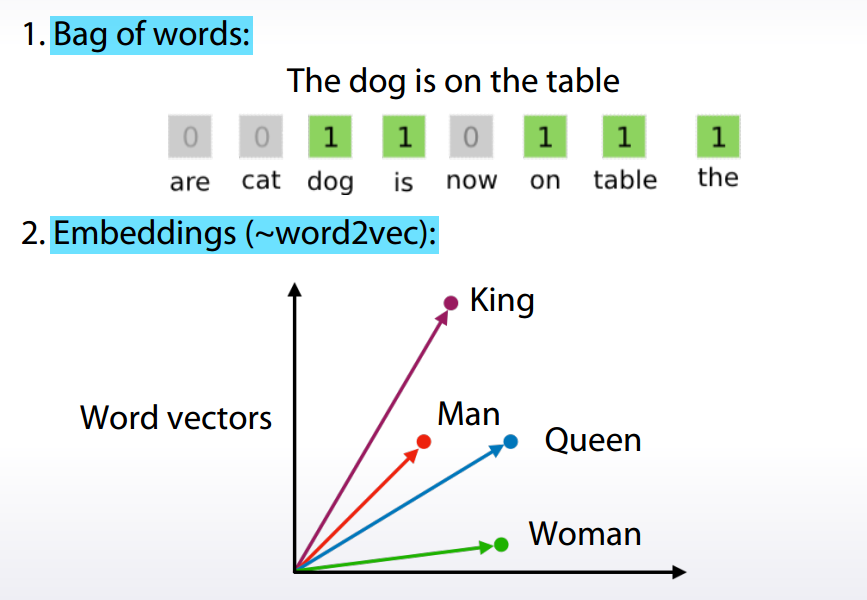 1. Bag of words:
The dog is on the table
0 0 1 1 0 1 1 1
are cat dog is now on table the
2. Embeddings (~word2vec):
King
Man
Word vectors
Queen
Woman